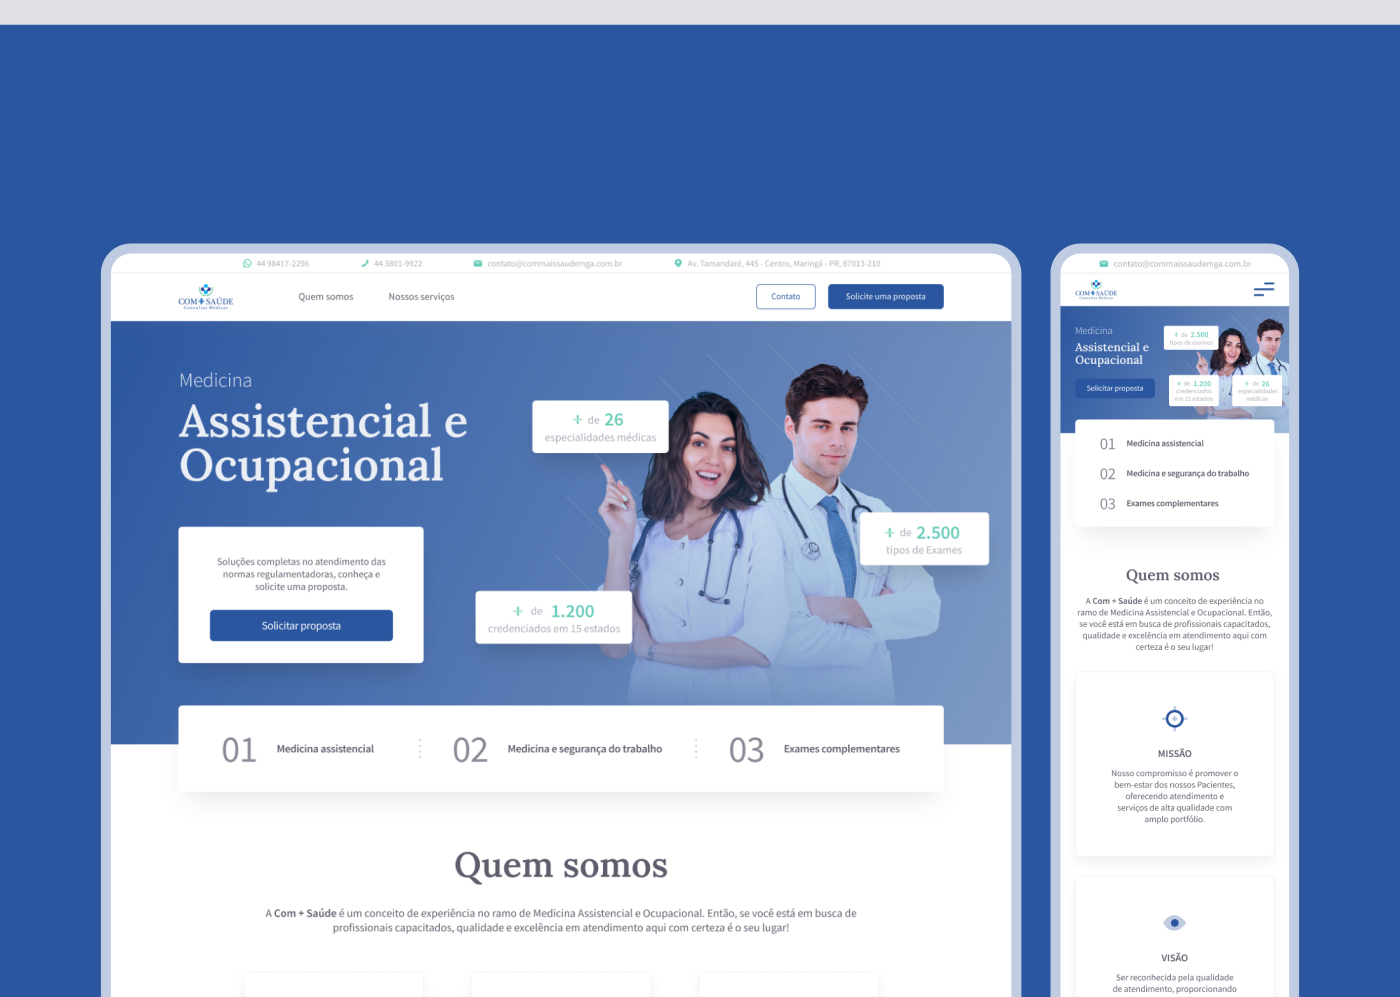 44 98417-2296
44 3801-9922
contato@commaissaudemga.com.br
Av. Tamandaré, 445 - Centro, Maringá - PR, 87013-210
COM+SAÚDE
Consultas Médicas
Quem somos
Nossos serviços
Contato
Solicite uma proposta
Medicina
Assistencial e
Ocupacional
+ de 26
especialidades médicas
+ de 2.500
tipos de Exames
+ de 1.200
credenciados em 15 estados
Soluções completas no atendimento das
normas regulamentadoras, conheça e
solicite uma proposta.
Solicitar proposta
01 Medicina assistencial
02 Medicina e segurança do trabalho
03 Exames complementares
Quem somos
A Com + Saúde é um conceito de experiência no ramo de Medicina Assistencial e Ocupacional. Então, se você está em busca de
profissionais capacitados, qualidade e excelência em atendimento aqui com certeza é o seu lugar!
contato@commaissaudemga.com.br
COM+SAÚDE
Consultas Médicas
Medicina
Assistencial e
Ocupacional
Solicitar proposta
+ de 2.500
tipos de exames
+ de 1.200
credenciados
em 15 estados
+ de 26
especialidades
médicas
01 Medicina assistencial
02 Medicina e segurança do trabalho
03 Exames complementares
Quem somos
A Com + Saúde é um conceito de experiência no
ramo de Medicina Assistencial e Ocupacional. Então,
se você está em busca de profissionais capacitados,
qualidade e excelência em atendimento aqui com
certeza é o seu lugar!
MISSÃO
Nosso compromisso é promover o
bem-estar dos nossos Pacientes,
oferecendo atendimento e
serviços de alta qualidade com
amplo portfólio.
VISÃO
Ser reconhecida pela qualidade
de atendimento, proporcionando